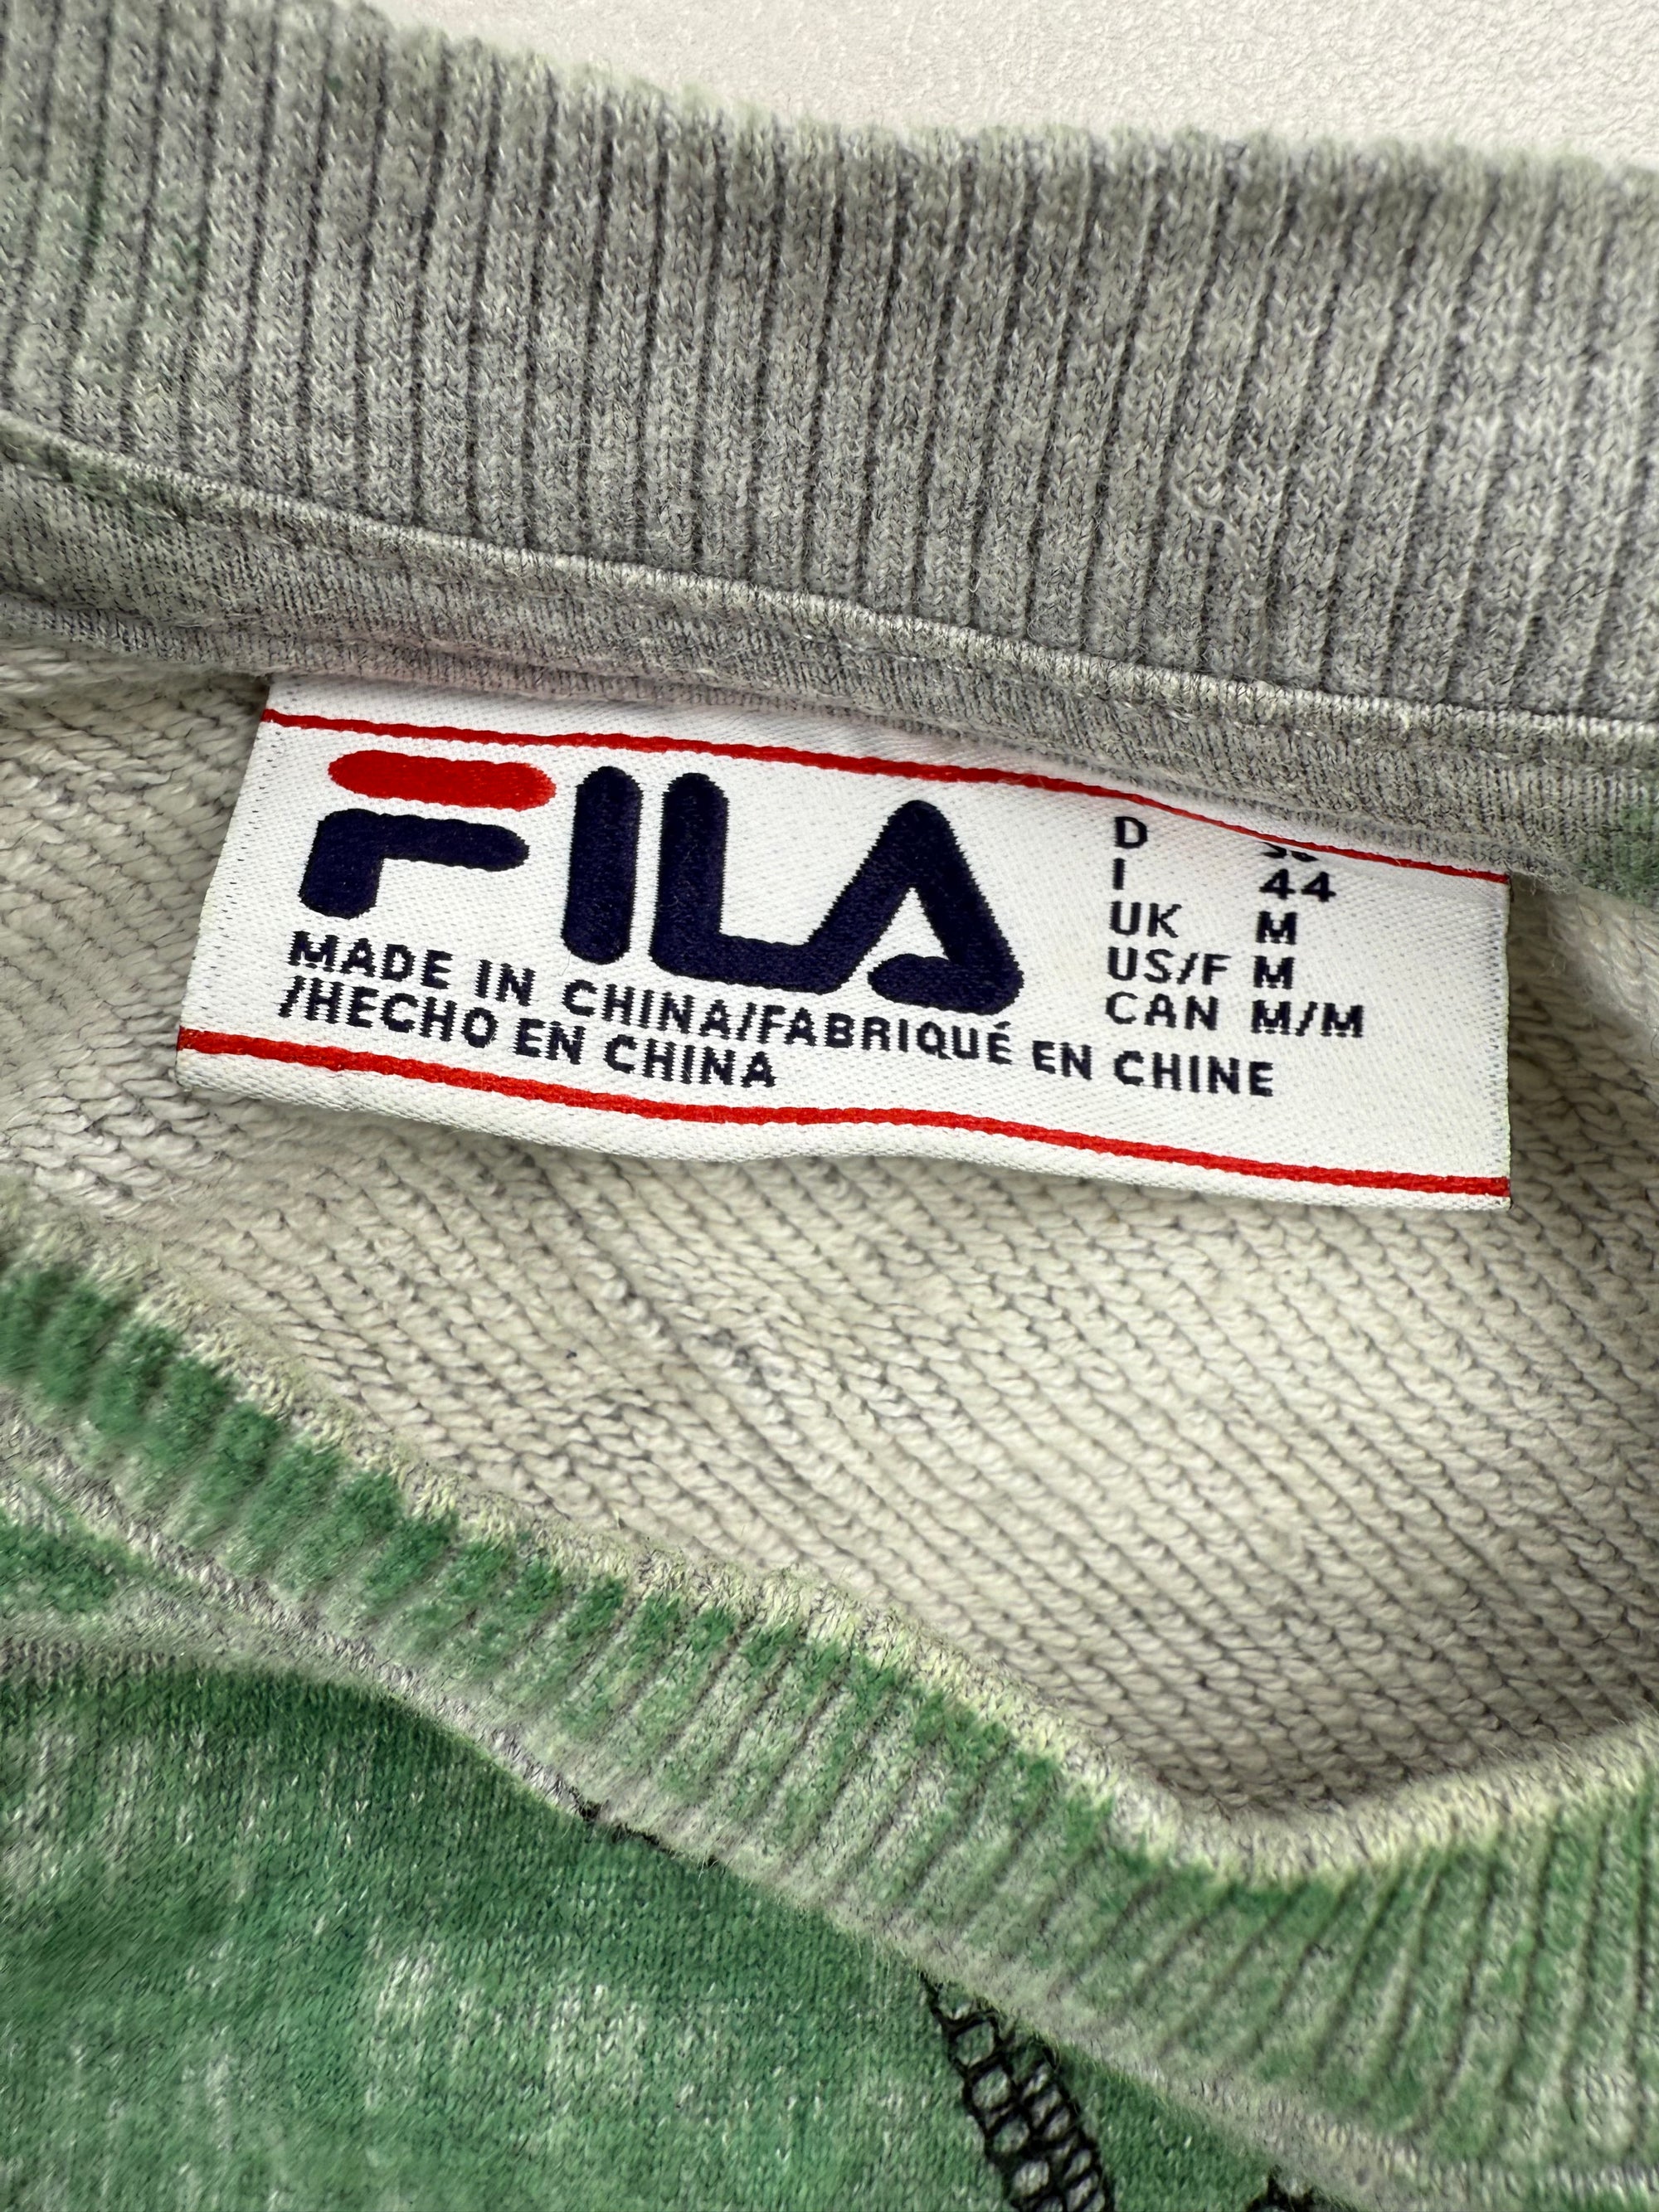 FILA
D
I 44
UK M
US/F M
CAN M/M
MADE IN CHINA/FABRIQUÉ EN CHINE
/HECHO EN CHINA